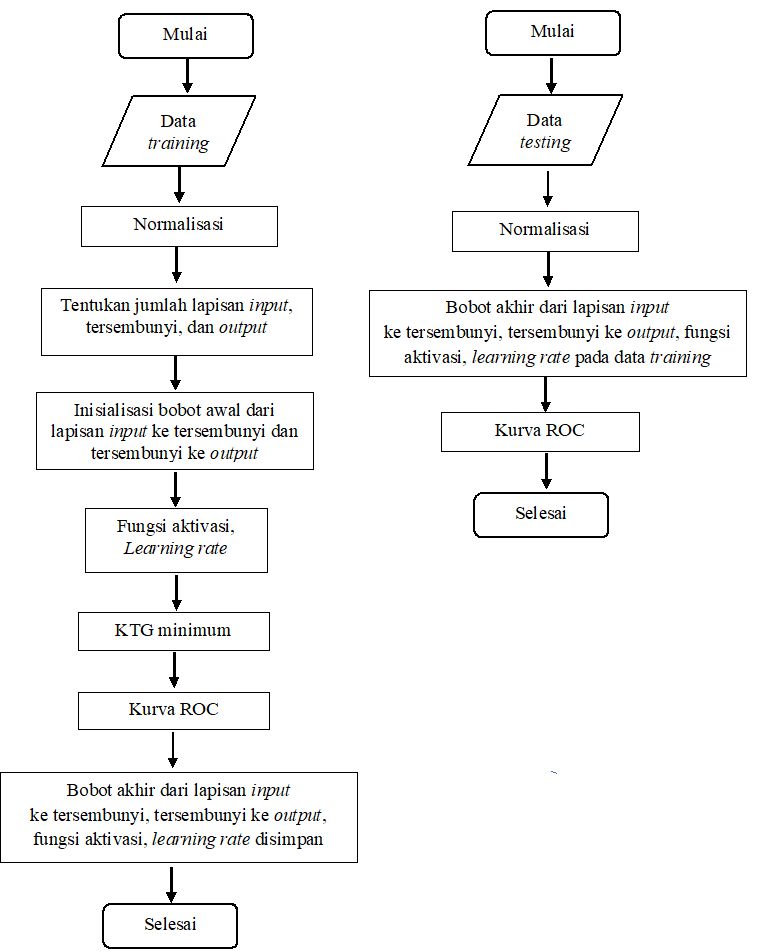 Mulai
Data
training
Normalisasi
Tentukan jumlah lapisan input,
tersembunyi, dan output
Inisialisasi bobot awal dari
lapisan input ke tersembunyi dan
tersembunyi ke output
Fungsi aktivasi,
Learning rate
KTG minimum
Kurva ROC
Bobot akhir dari lapisan input
ke tersembunyi, tersembunyi ke output,
fungsi aktivasi, learning rate disimpan
Selesai
Mulai
Data
testing
Normalisasi
Bobot akhir dari lapisan input
ke tersembunyi, tersembunyi ke output, fungsi
aktivasi, learning rate pada data training
Kurva ROC
Selesai